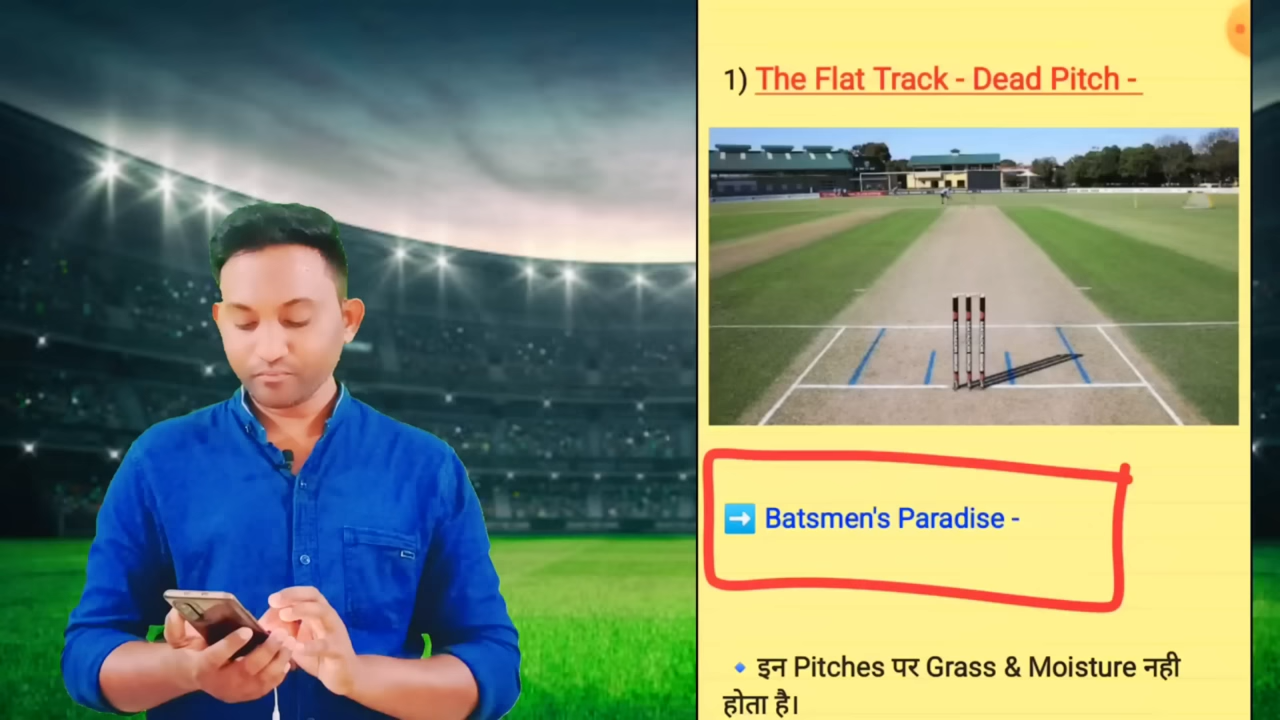 1) The Flat Track - Dead Pitch -
➡ Batsmen's Paradise -
🔹 इन Pitches पर Grass & Moisture नही
होता है।